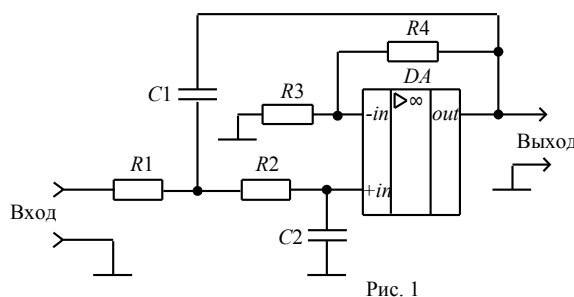 R4
DA
C1
R3
▷∞
-in
out
Выход
R1
R2
+in
Вход
C2
Рис. 1